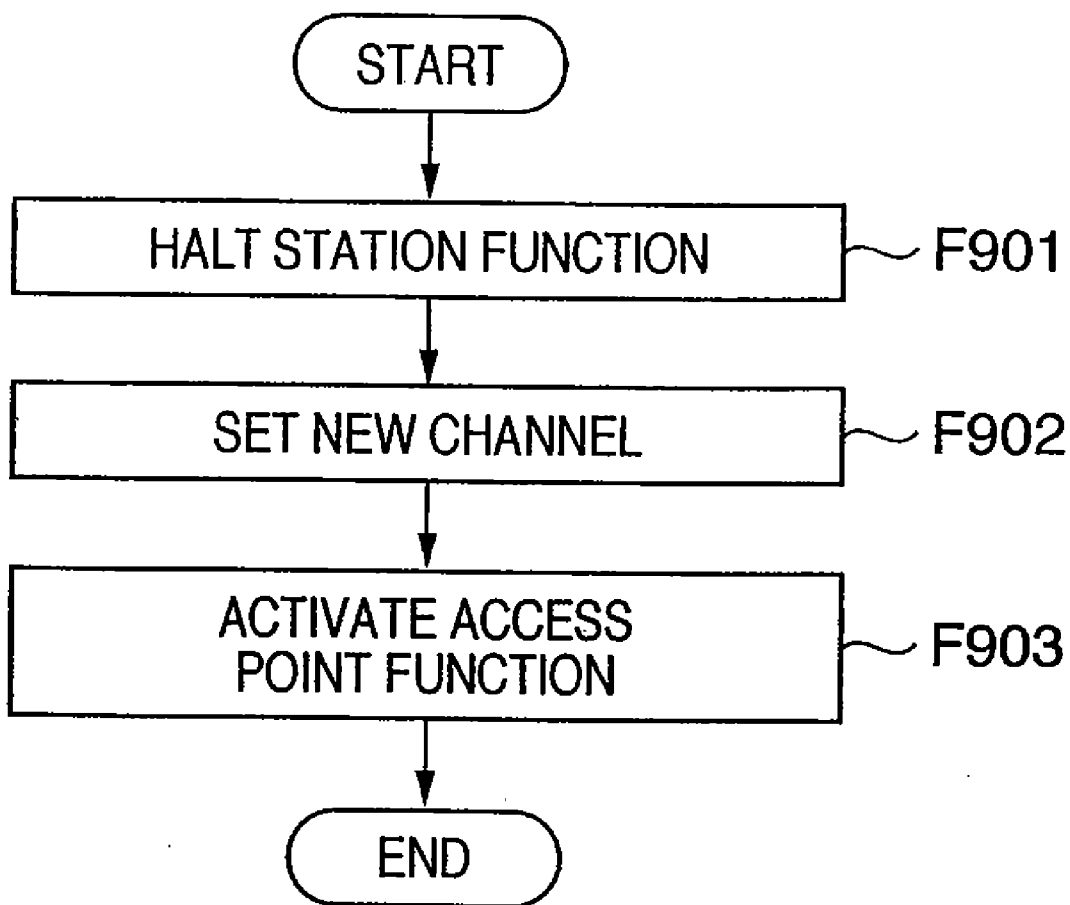 START
HALT STATION FUNCTION
F901
SET NEW CHANNEL
F902
ACTIVATE ACCESS
POINT FUNCTION
F903
END